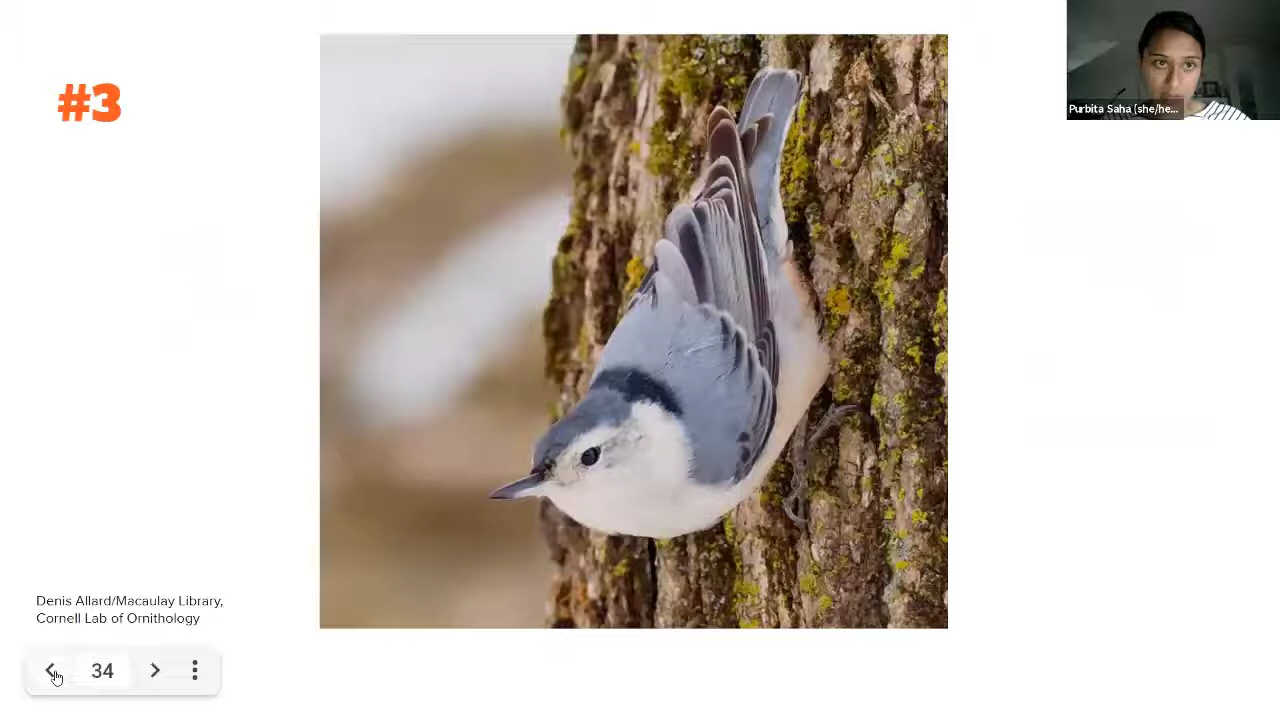 #3
Purbita Saha (she/he...
Denis Allard/Macaulay Library,
Cornell Lab of Ornithology
34